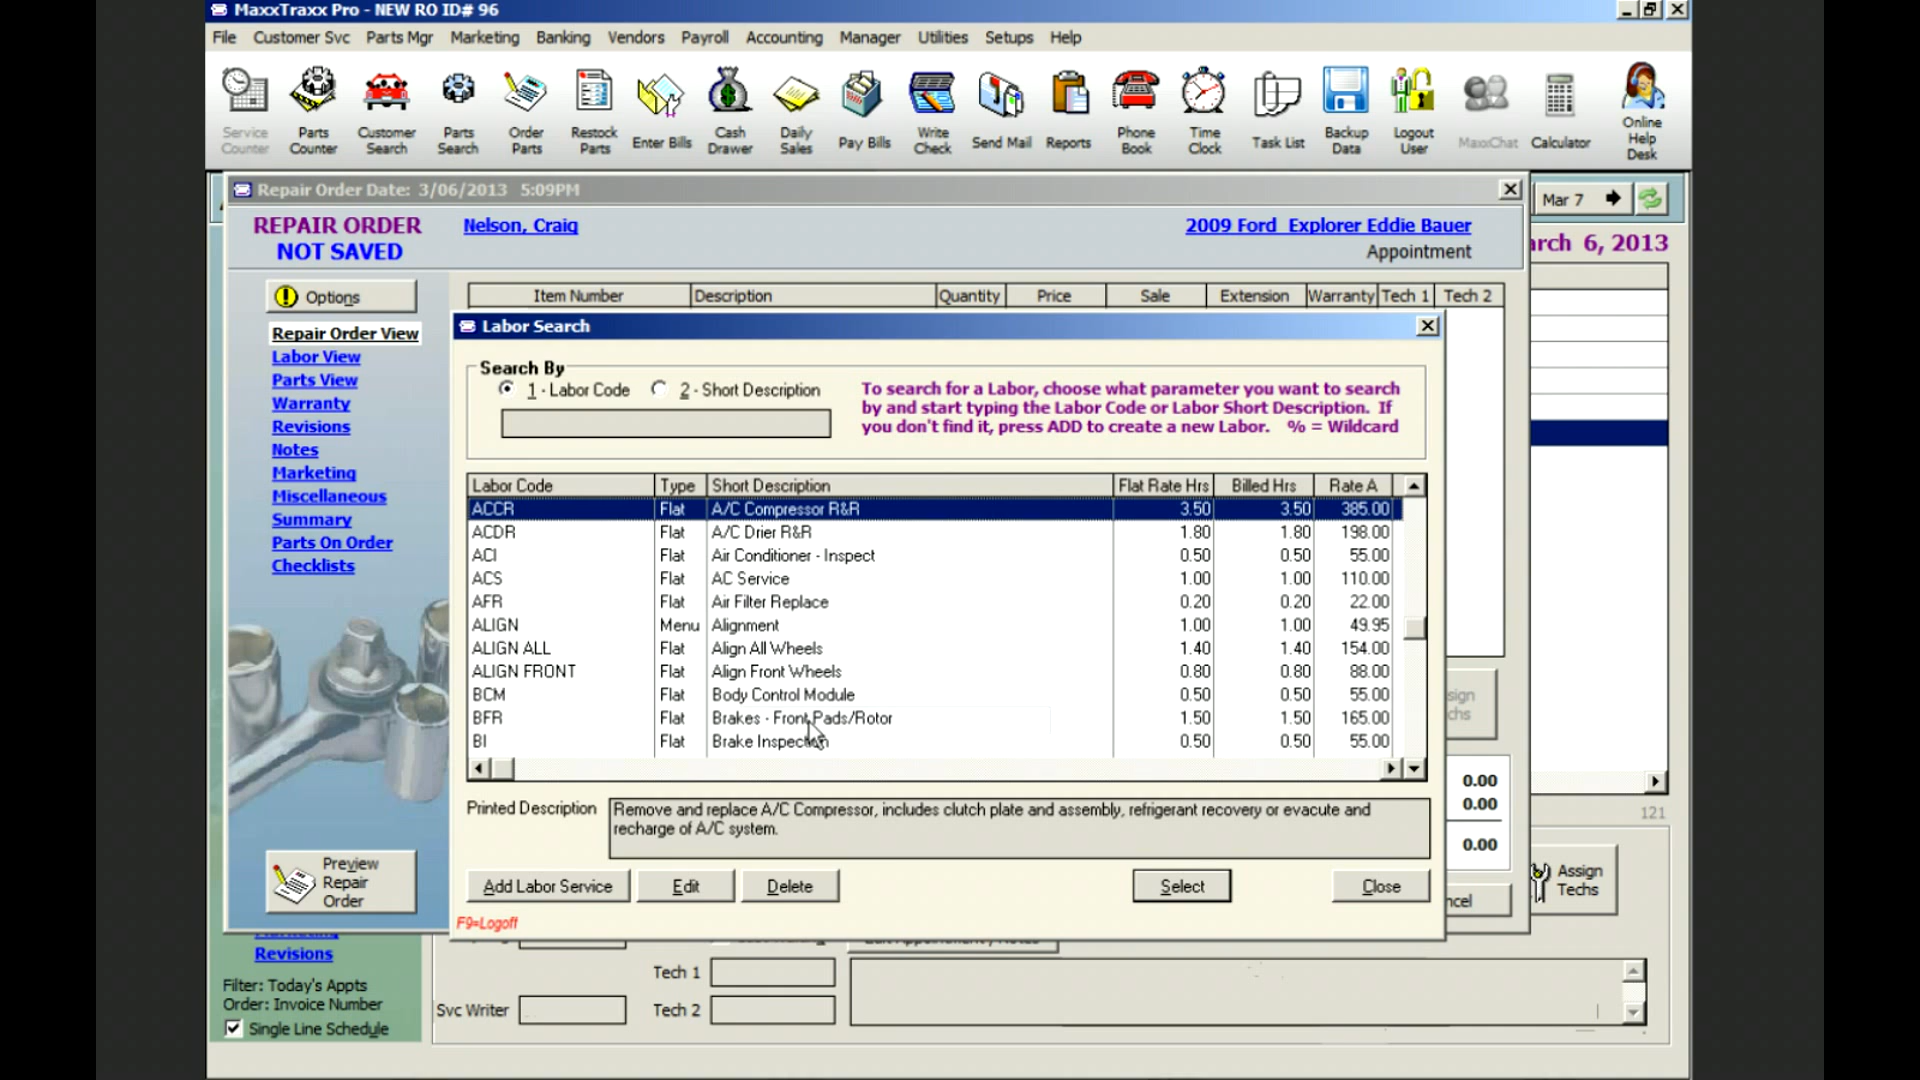 MaxxTraxx Pro - NEW RO ID# 96
File Customer Svc Parts Mgr Marketing Banking Vendors Payroll Accounting Manager Utilities Setups Help
Service Counter
Parts Counter
Customer Search
Parts Search
Order Parts
Restock Parts
Enter Bills
Cash Drawer
Daily Sales
Pay Bills
Write Check
Send Mail
Reports
Phone Book
Time Clock
Task List
Backup Data
Logout User
MaxxChat
Calculator
Online Help Desk
Repair Order Date: 3/06/2013 5:09PM
Mar 7
REPAIR ORDER
NOT SAVED
Nelson, Craig
2009 Ford Explorer Eddie Bauer
Appointment
arch 6, 2013
Options
Item Number Description Quantity Price Sale Extension Warranty Tech 1 Tech 2
Repair Order View
Labor View
Parts View
Warranty
Revisions
Notes
Marketing
Miscellaneous
Summary
Parts On Order
Checklists
Labor Search
Search By
1 - Labor Code 2 - Short Description
To search for a Labor, choose what parameter you want to search
by and start typing the Labor Code or Labor Short Description. If
you don't find it, press ADD to create a new Labor. % = Wildcard
Labor Code Type Short Description Flat Rate Hrs Billed Hrs Rate A
ACCR Flat A/C Compressor R&R 3.50 3.50 385.00
ACDR Flat A/C Drier R&R 1.80 1.80 198.00
ACI Flat Air Conditioner - Inspect 0.50 0.50 55.00
ACS Flat AC Service 1.00 1.00 110.00
AFR Flat Air Filter Replace 0.20 0.20 22.00
ALIGN Menu Alignment 1.00 1.00 49.95
ALIGN ALL Flat Align All Wheels 1.40 1.40 154.00
ALIGN FRONT Flat Align Front Wheels 0.80 0.80 88.00
BCM Flat Body Control Module 0.50 0.50 55.00
BFR Flat Brakes - Front Pads/Rotor 1.50 1.50 165.00
BI Flat Brake Inspection 0.50 0.50 55.00
Printed Description
Remove and replace A/C Compressor, includes clutch plate and assembly, refrigerant recovery or evacute and
recharge of A/C system.
Add Labor Service Edit Delete Select Close
F9=Logoff
sign
chs
0.00
0.00
0.00
ncel
121
Assign
Techs
Preview
Repair
Order
Revisions
Filter: Today's Appts
Order: Invoice Number
Single Line Schedule
Tech 1
Svc Writer Tech 2